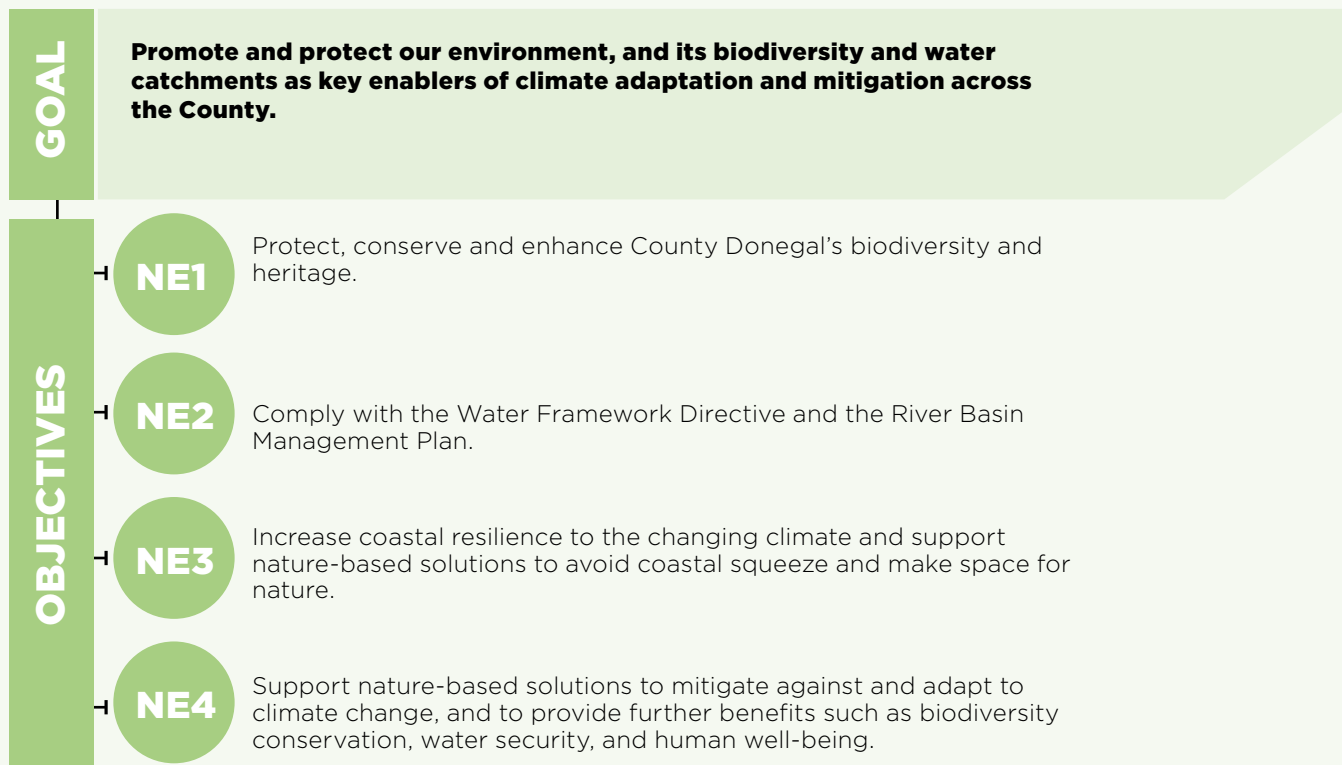 GOAL
Promote and protect our environment, and its biodiversity and water
catchments as key enablers of climate adaptation and mitigation across
the County.
OBJECTIVES
NE1
Protect, conserve and enhance County Donegal’s biodiversity and
heritage.
NE2
Comply with the Water Framework Directive and the River Basin
Management Plan.
NE3
Increase coastal resilience to the changing climate and support
nature-based solutions to avoid coastal squeeze and make space for
nature.
NE4
Support nature-based solutions to mitigate against and adapt to
climate change, and to provide further benefits such as biodiversity
conservation, water security, and human well-being.